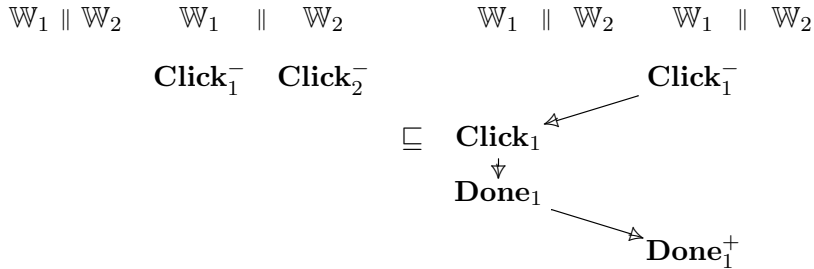 𝕎₁ ∥ 𝕎₂ 𝕎₁ ∥ 𝕎₂ 𝕎₁ ∥ 𝕎₂ 𝕎₁ ∥ 𝕎₂
Click₁⁻ Click₂⁻ Click₁⁻
⊑ Click₁
Done₁
Done₁⁺